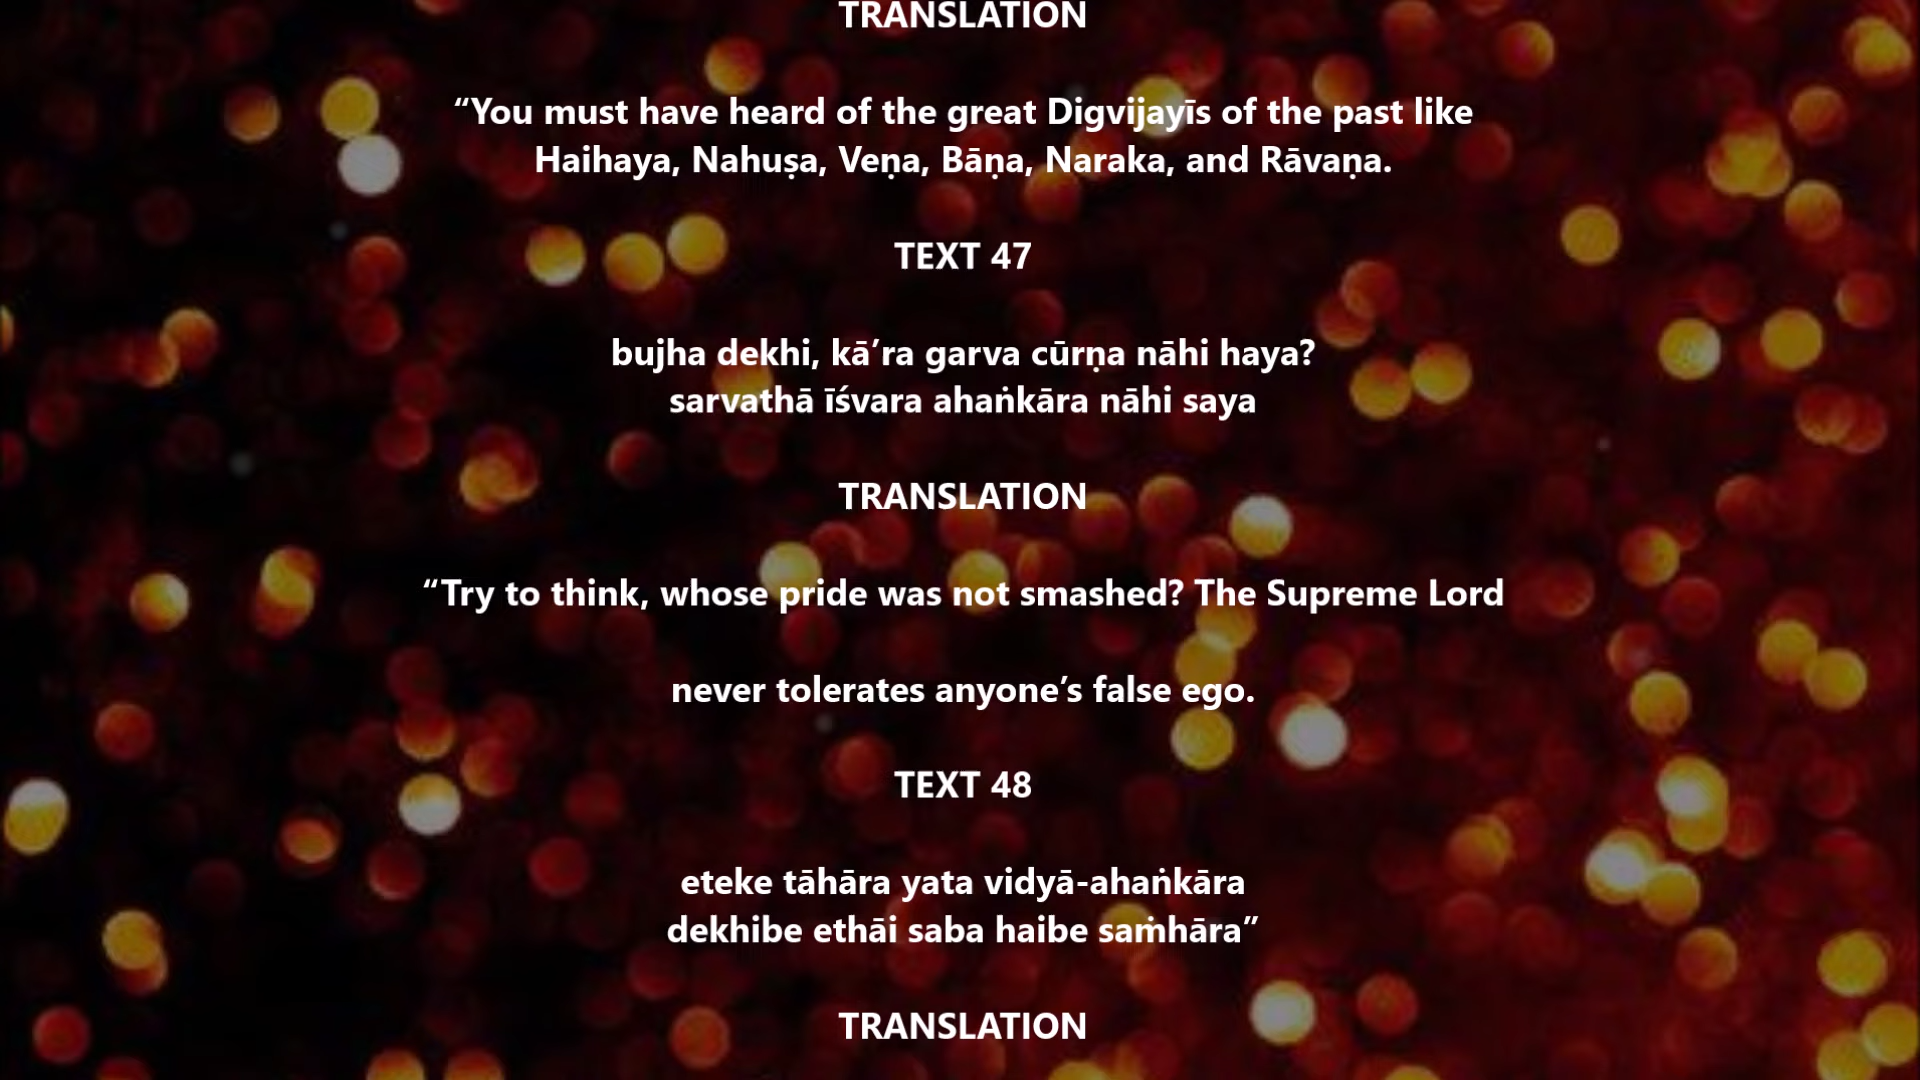 TRANSLATION
“You must have heard of the great Digvijayīs of the past like
Haihaya, Nahuṣa, Veṇa, Bāṇa, Naraka, and Rāvaṇa.
TEXT 47
bujha dekhi, kā’ra garva cūrṇa nāhi haya?
sarvathā īśvara ahaṅkāra nāhi saya
TRANSLATION
“Try to think, whose pride was not smashed? The Supreme Lord
never tolerates anyone’s false ego.
TEXT 48
eteke tāhāra yata vidyā-ahaṅkāra
dekhibe ethāi saba haibe saṁhāra”
TRANSLATION